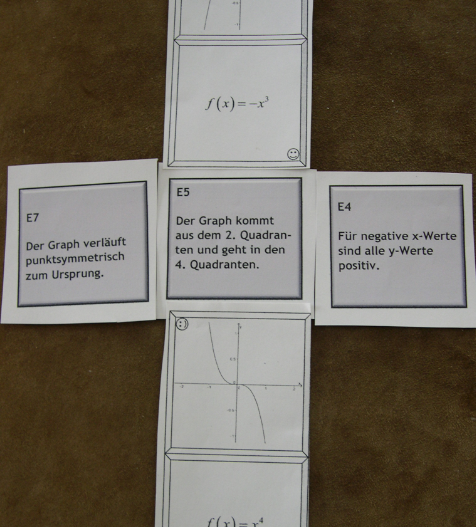 f(x)=−x³
E7
Der Graph verläuft
punktsymmetrisch
zum Ursprung.
E5
Der Graph kommt
aus dem 2. Quadran-
ten und geht in den
4. Quadranten.
E4
Für negative x-Werte
sind alle y-Werte
positiv.
f(x)=x⁴